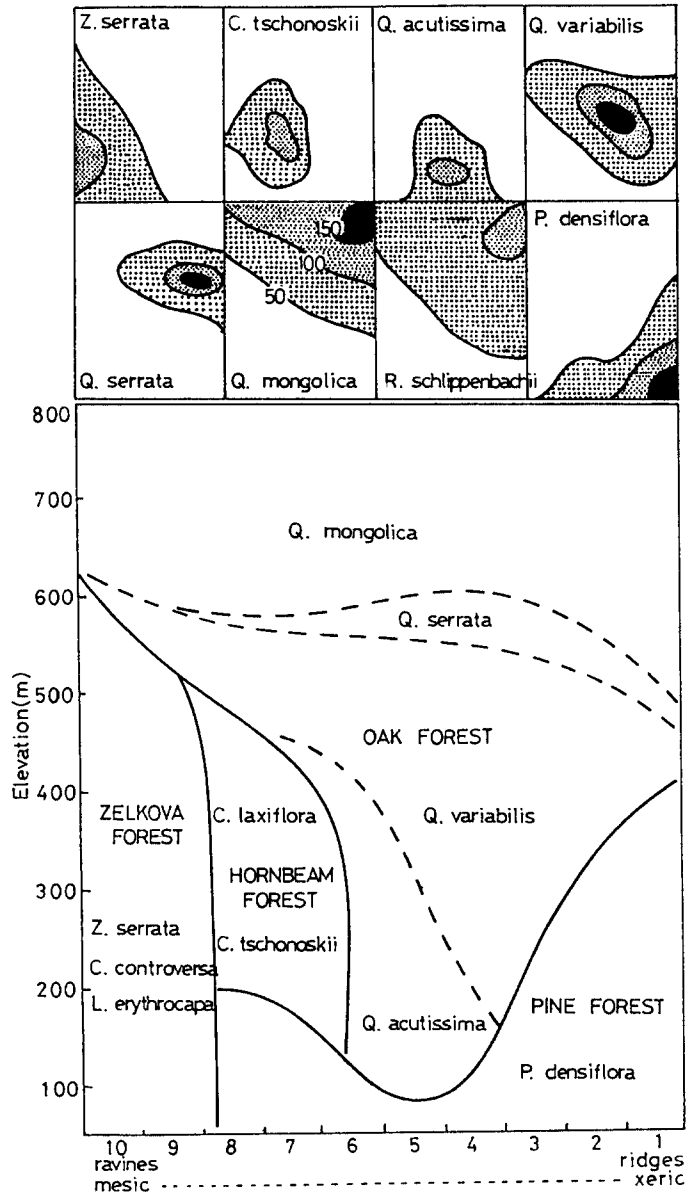 Z. serrata
C. tschonoskii
Q. acutissima
Q. variabilis
Q. serrata
150
100
50
Q. mongolica
R. schlippenbachii
P. densiflora
800
700
600
500
400
300
200
100
Elevation(m)
Q. mongolica
Q. serrata
OAK FOREST
Q. variabilis
ZELKOVA
FOREST
C. laxiflora
HORNBEAM
FOREST
Z. serrata
C. tschonoskii
C. controversa
L. erythrocapa
Q. acutissima
PINE FOREST
P. densiflora
10 9 8 7 6 5 4 3 2 1
ravines ridges
mesic xeric